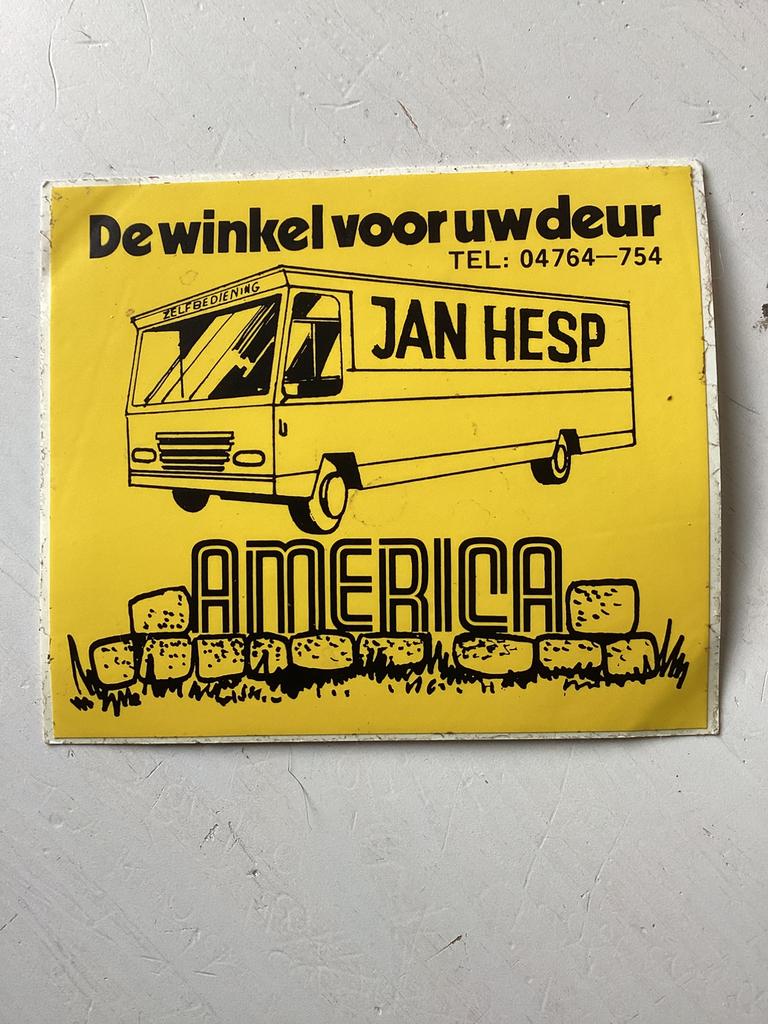 De winkel voor uw deur
TEL: 04764—754
ZELFBEDIENING
JAN HESP
AMERICA